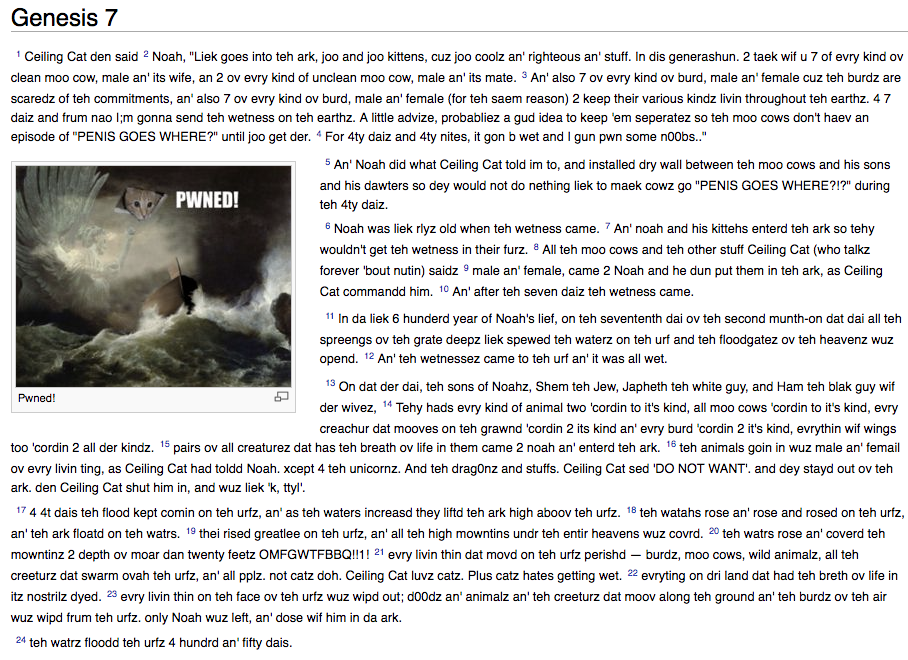 Genesis 7
1 Ceiling Cat den said 2 Noah, "Liek goes into teh ark, joo and joo kittens, cuz joo coolz an' righteous an' stuff. In dis generashun. 2 taek wif u 7 of evry kind ov
clean moo cow, male an' its wife, an 2 ov evry kind of unclean moo cow, male an' its mate. 3 An' also 7 ov evry kind ov burd, male an' female cuz teh burdz are
scaredz of teh commitments, an' also 7 ov evry kind ov burd, male an' female (for teh saem reason) 2 keep their various kindz livin throughout teh earthz. 4 7
daiz and frum nao I;m gonna send teh wetness on teh earthz. A little advize, probabliez a gud idea to keep 'em seperatez so teh moo cows don't haev an
episode of "PENIS GOES WHERE?" until joo get der. 4 For 4ty daiz and 4ty nites, it gon b wet and I gun pwn some n00bs.."
PWNED!
Pwned!
5 An' Noah did what Ceiling Cat told im to, and installed dry wall between teh moo cows and his sons
and his dawters so dey would not do nething liek to maek cowz go "PENIS GOES WHERE?!?" during
teh 4ty daiz.
6 Noah was liek rlyz old when teh wetness came. 7 An' noah and his kittehs enterd teh ark so tehy
wouldn't get teh wetness in their furz. 8 All teh moo cows and teh other stuff Ceiling Cat (who talkz
forever 'bout nutin) saidz 9 male an' female, came 2 Noah and he dun put them in teh ark, as Ceiling
Cat commandd him. 10 An' after teh seven daiz teh wetness came.
11 In da liek 6 hunderd year of Noah's lief, on teh sevententh dai ov teh second munth-on dat dai all teh
spreengs ov teh grate deepz liek spewed teh waterz on teh urf and teh floodgatez ov teh heavenz wuz
opend. 12 An' teh wetnessez came to teh urf an' it was all wet.
13 On dat der dai, teh sons of Noahz, Shem teh Jew, Japheth teh white guy, and Ham teh blak guy wif
der wivez, 14 Tehy hads evry kind of animal two 'cordin to it's kind, all moo cows 'cordin to it's kind, evry
creachur dat mooves on teh grawnd 'cordin 2 its kind an' evry burd 'cordin 2 it's kind, evrythin wif wings
too 'cordin 2 all der kindz. 15 pairs ov all creaturez dat has teh breath ov life in them came 2 noah an' enterd teh ark. 16 teh animals goin in wuz male an' femail
ov evry livin ting, as Ceiling Cat had toldd Noah. xcept 4 teh unicornz. And teh drag0nz and stuffs. Ceiling Cat sed 'DO NOT WANT'. and dey stayd out ov teh
ark. den Ceiling Cat shut him in, and wuz liek 'k, ttyl'.
17 4 4t dais teh flood kept comin on teh urfz, an' as teh waters increasd they liftd teh ark high aboov teh urfz. 18 teh watahs rose an' rose and rosed on teh urfz,
an' teh ark floatd on teh watrs. 19 thei rised greatlee on teh urfz, an' all teh high mowntins undr teh entir heavens wuz covrd. 20 teh watrs rose an' coverd teh
mowntinz 2 depth ov moar dan twenty feetz OMFGWTFBBQ!!1! 21 evry livin thin dat movd on teh urfz perishd — burdz, moo cows, wild animalz, all teh
creeturz dat swarm ovah teh urfz, an' all pplz. not catz doh. Ceiling Cat luvz catz. Plus catz hates getting wet. 22 evryting on dri land dat had teh breth ov life in
itz nostrilz dyed. 23 evry livin thin on teh face ov teh urfz wuz wipd out; d00dz an' animalz an' teh creeturz dat moov along teh ground an' teh burdz ov teh air
wuz wipd frum teh urfz. only Noah wuz left, an' dose wif him in da ark.
24 teh watrz floodd teh urfz 4 hundrd an' fifty dais.